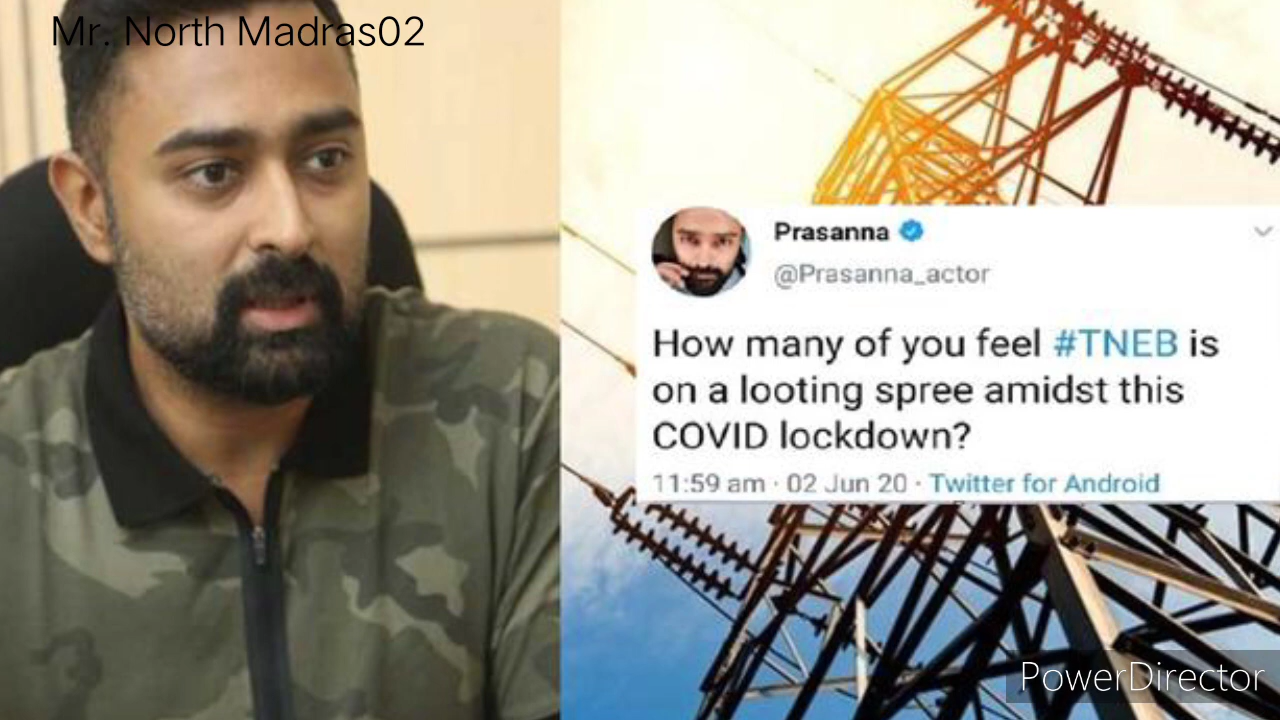 Mr. North Madras02
Prasanna
@Prasanna_actor
How many of you feel #TNEB is
on a looting spree amidst this
COVID lockdown?
11:59 am · 02 Jun 20 · Twitter for Android
PowerDirector